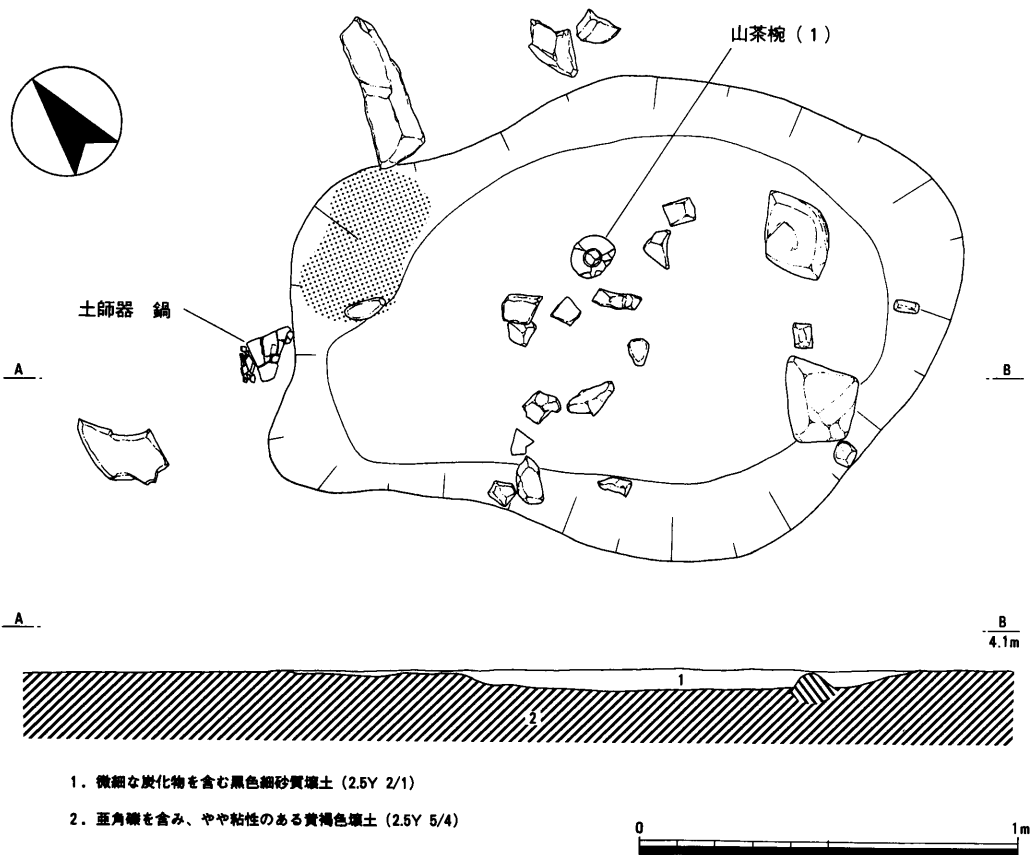 山茶椀（1）
土師器 鍋
A
B
A
B
4.1m
1
2
1. 微細な炭化物を含む黒色細砂質壌土（2.5Y 2/1）
2. 亜角礫を含み、やや粘性のある黄褐色壌土（2.5Y 5/4）
0 1m